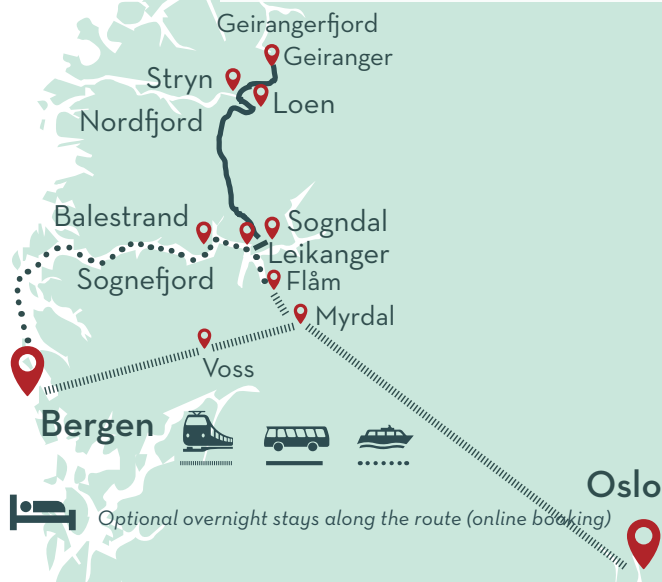 Geirangerfjord
Geiranger
Stryn
Loen
Nordfjord
Balestrand
Sogndal
Leikanger
Sognefjord
Flåm
Myrdal
Voss
Bergen
Oslo
Optional overnight stays along the route (online booking)